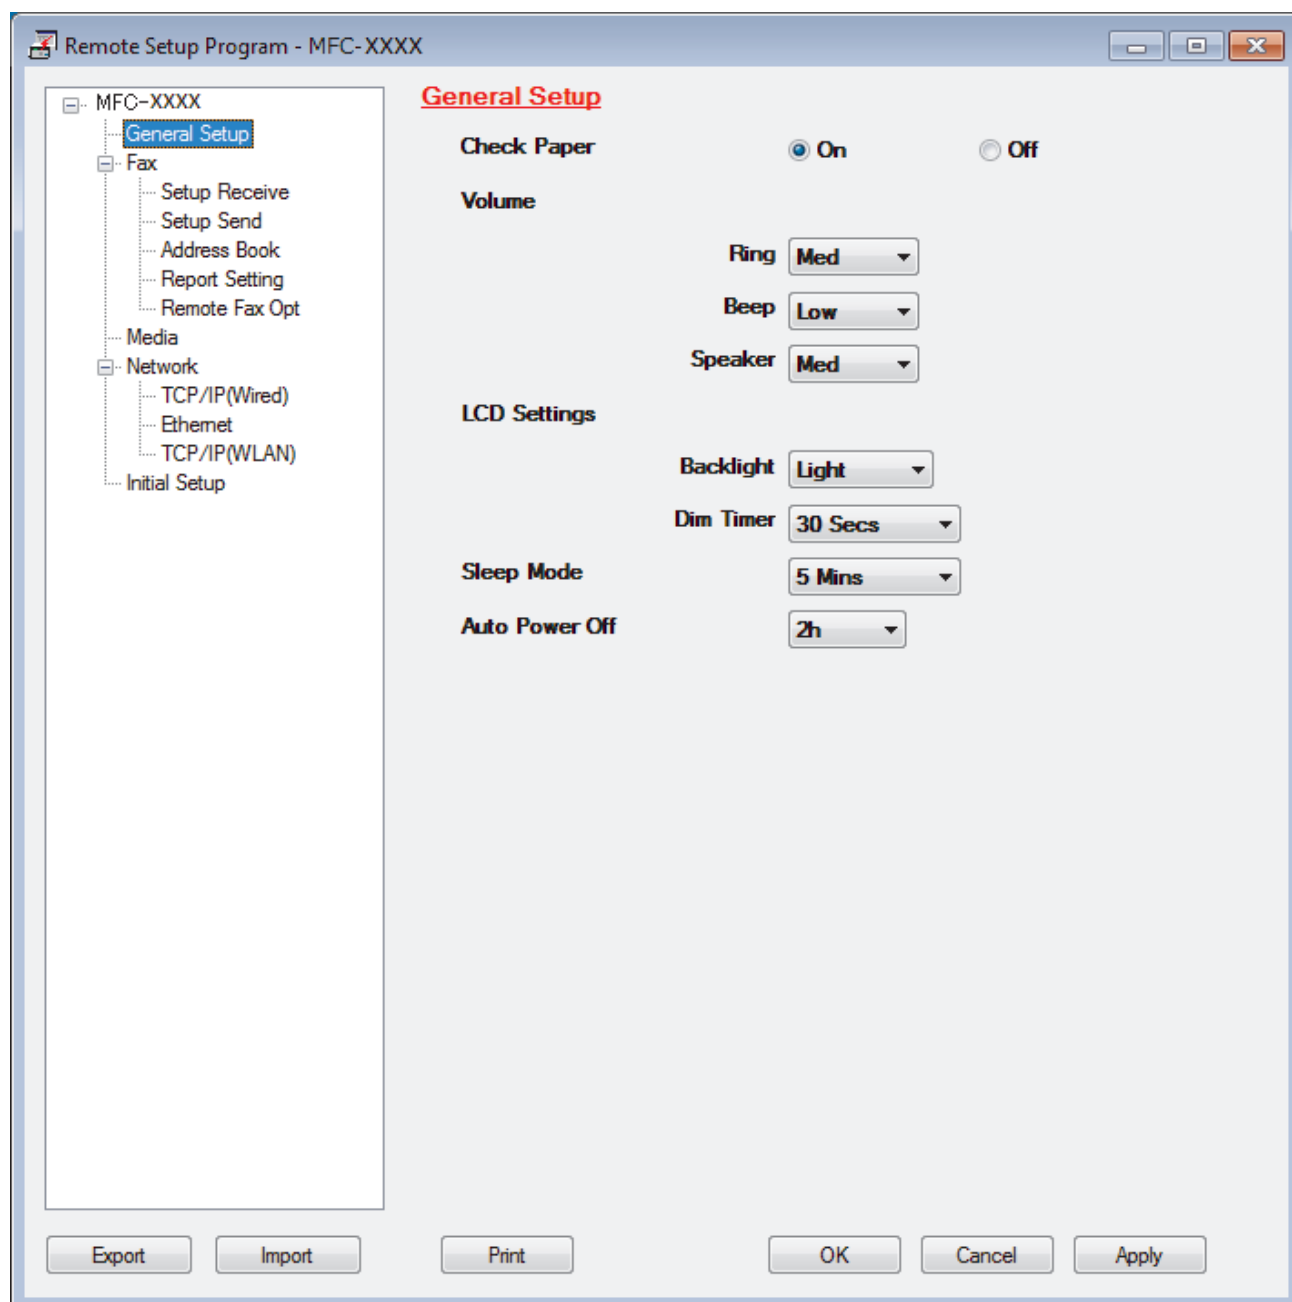 Remote Setup Program - MFC-XXXX
MFC-XXXX
General Setup
Fax
Setup Receive
Setup Send
Address Book
Report Setting
Remote Fax Opt
Media
Network
TCP/IP(Wired)
Ethernet
TCP/IP(WLAN)
Initial Setup
General Setup
Check Paper On Off
Volume
Ring Med
Beep Low
Speaker Med
LCD Settings
Backlight Light
Dim Timer 30 Secs
Sleep Mode 5 Mins
Auto Power Off 2h
Export Import Print OK Cancel Apply